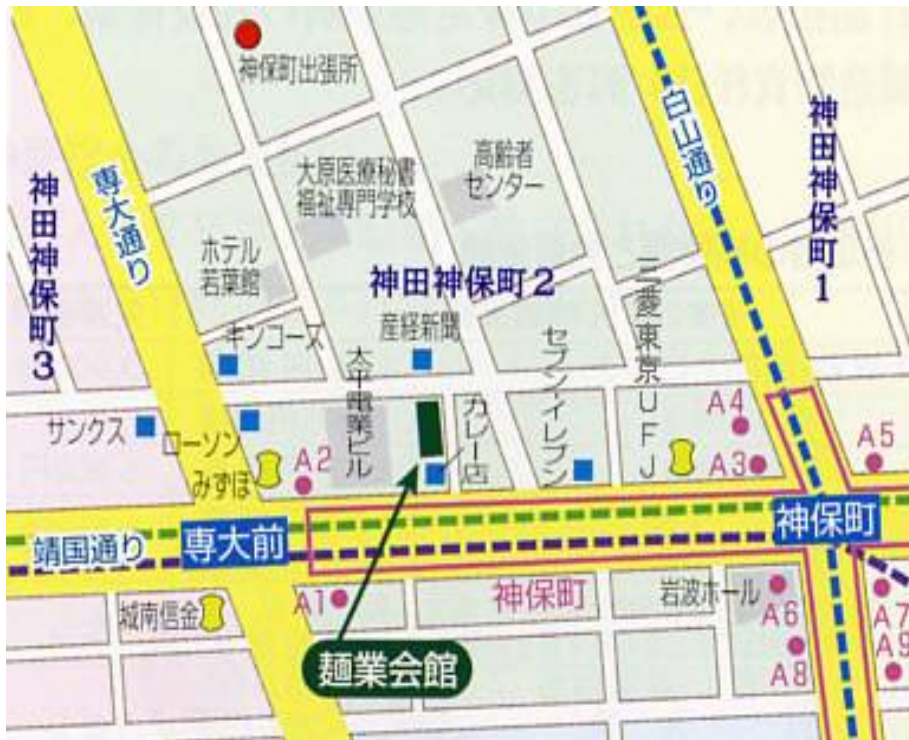 神保町出張所
白山通り
神田神保町1
高齢者
センター
大原医療秘書
福祉専門学校
専大通り
神田神保町3
ホテル
若葉館
神田神保町2
キンコーズ
産経新聞
セブン-イレブン
三菱東京UFJ
太平電業ビル
カレー店
A4
サンクス
ローソン
みずほ
A2
A3
A5
靖国通り
専大前
神保町
城南信金
A1
神保町
岩波ホール
A6
A7
A8
A9
麺業会館